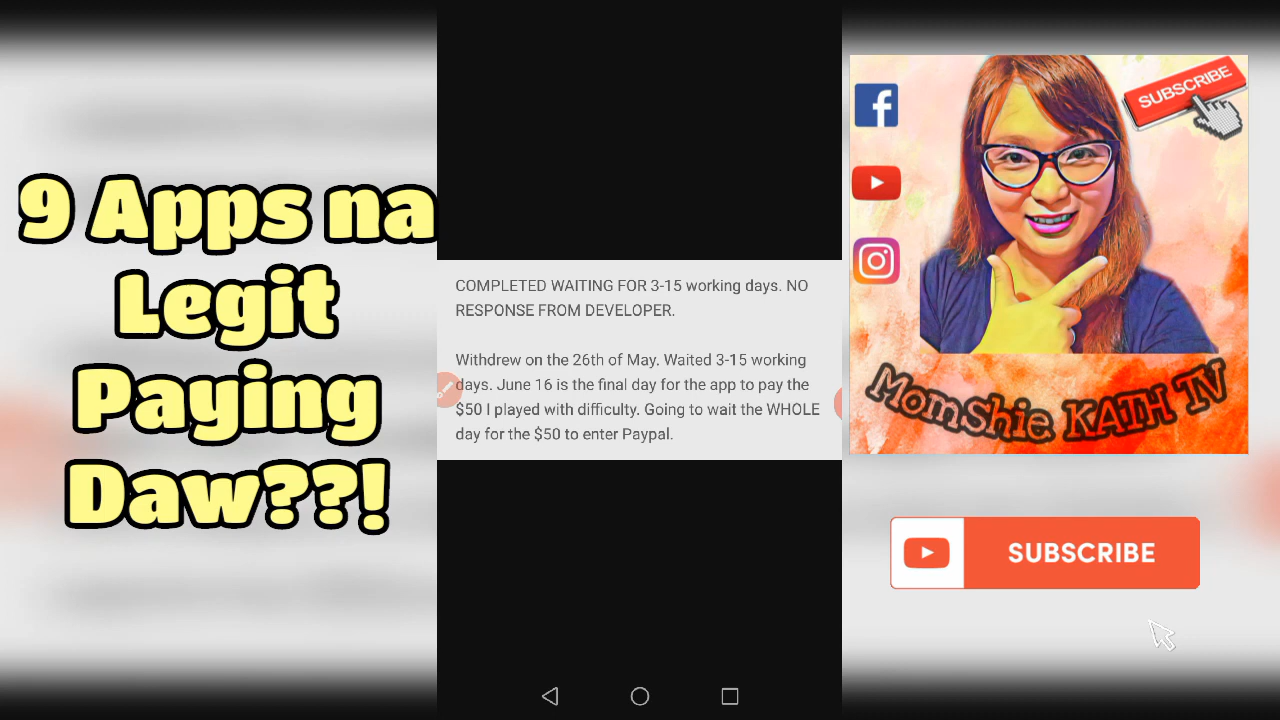 9 Apps na
Legit
Paying
Daw??!
COMPLETED WAITING FOR 3-15 working days. NO
RESPONSE FROM DEVELOPER.
Withdrew on the 26th of May. Waited 3-15 working
days. June 16 is the final day for the app to pay the
$50 I played with difficulty. Going to wait the WHOLE
day for the $50 to enter Paypal.
SUBSCRIBE
MomShie KATH TV
SUBSCRIBE